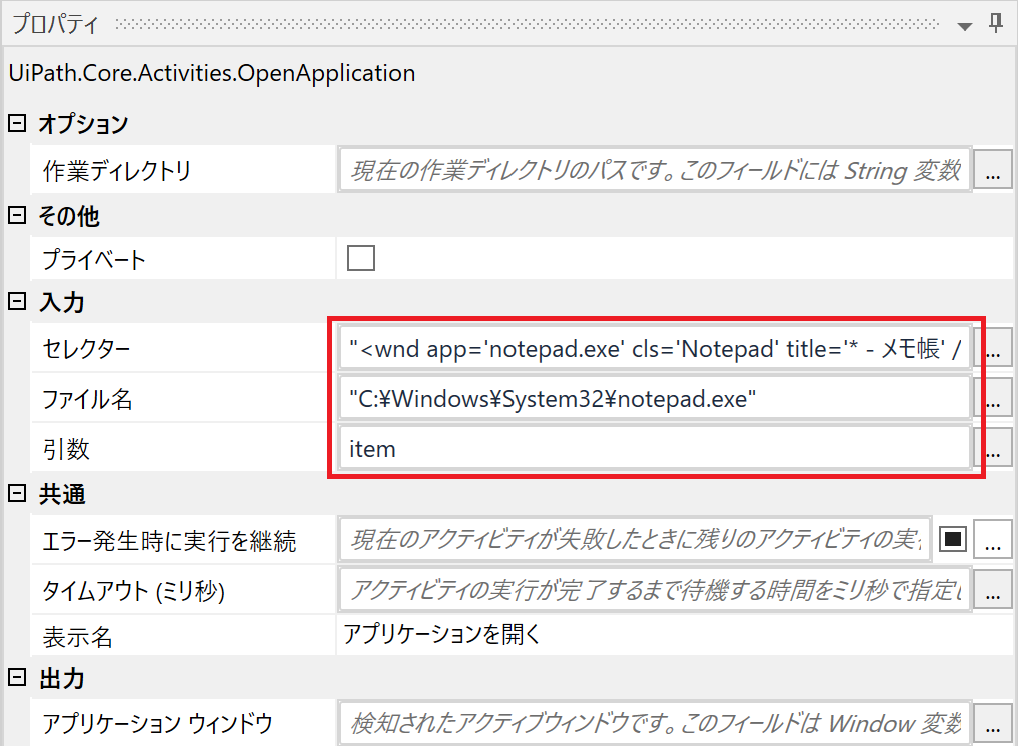 プロパティ
UiPath.Core.Activities.OpenApplication
オプション
作業ディレクトリ 現在の作業ディレクトリのパスです。このフィールドには String 変数 ...
その他
プライベート
入力
セレクター "<wnd app='notepad.exe' cls='Notepad' title='* - メモ帳' / ...
ファイル名 "C:¥Windows¥System32¥notepad.exe" ...
引数 item ...
共通
エラー発生時に実行を継続 現在のアクティビティが失敗したときに残りのアクティビティの実行 ...
タイムアウト (ミリ秒) アクティビティの実行が完了するまで待機する時間をミリ秒で指定し ...
表示名 アプリケーションを開く
出力
アプリケーション ウィンドウ 検知されたアクティブウィンドウです。このフィールドは Window 変数 ...